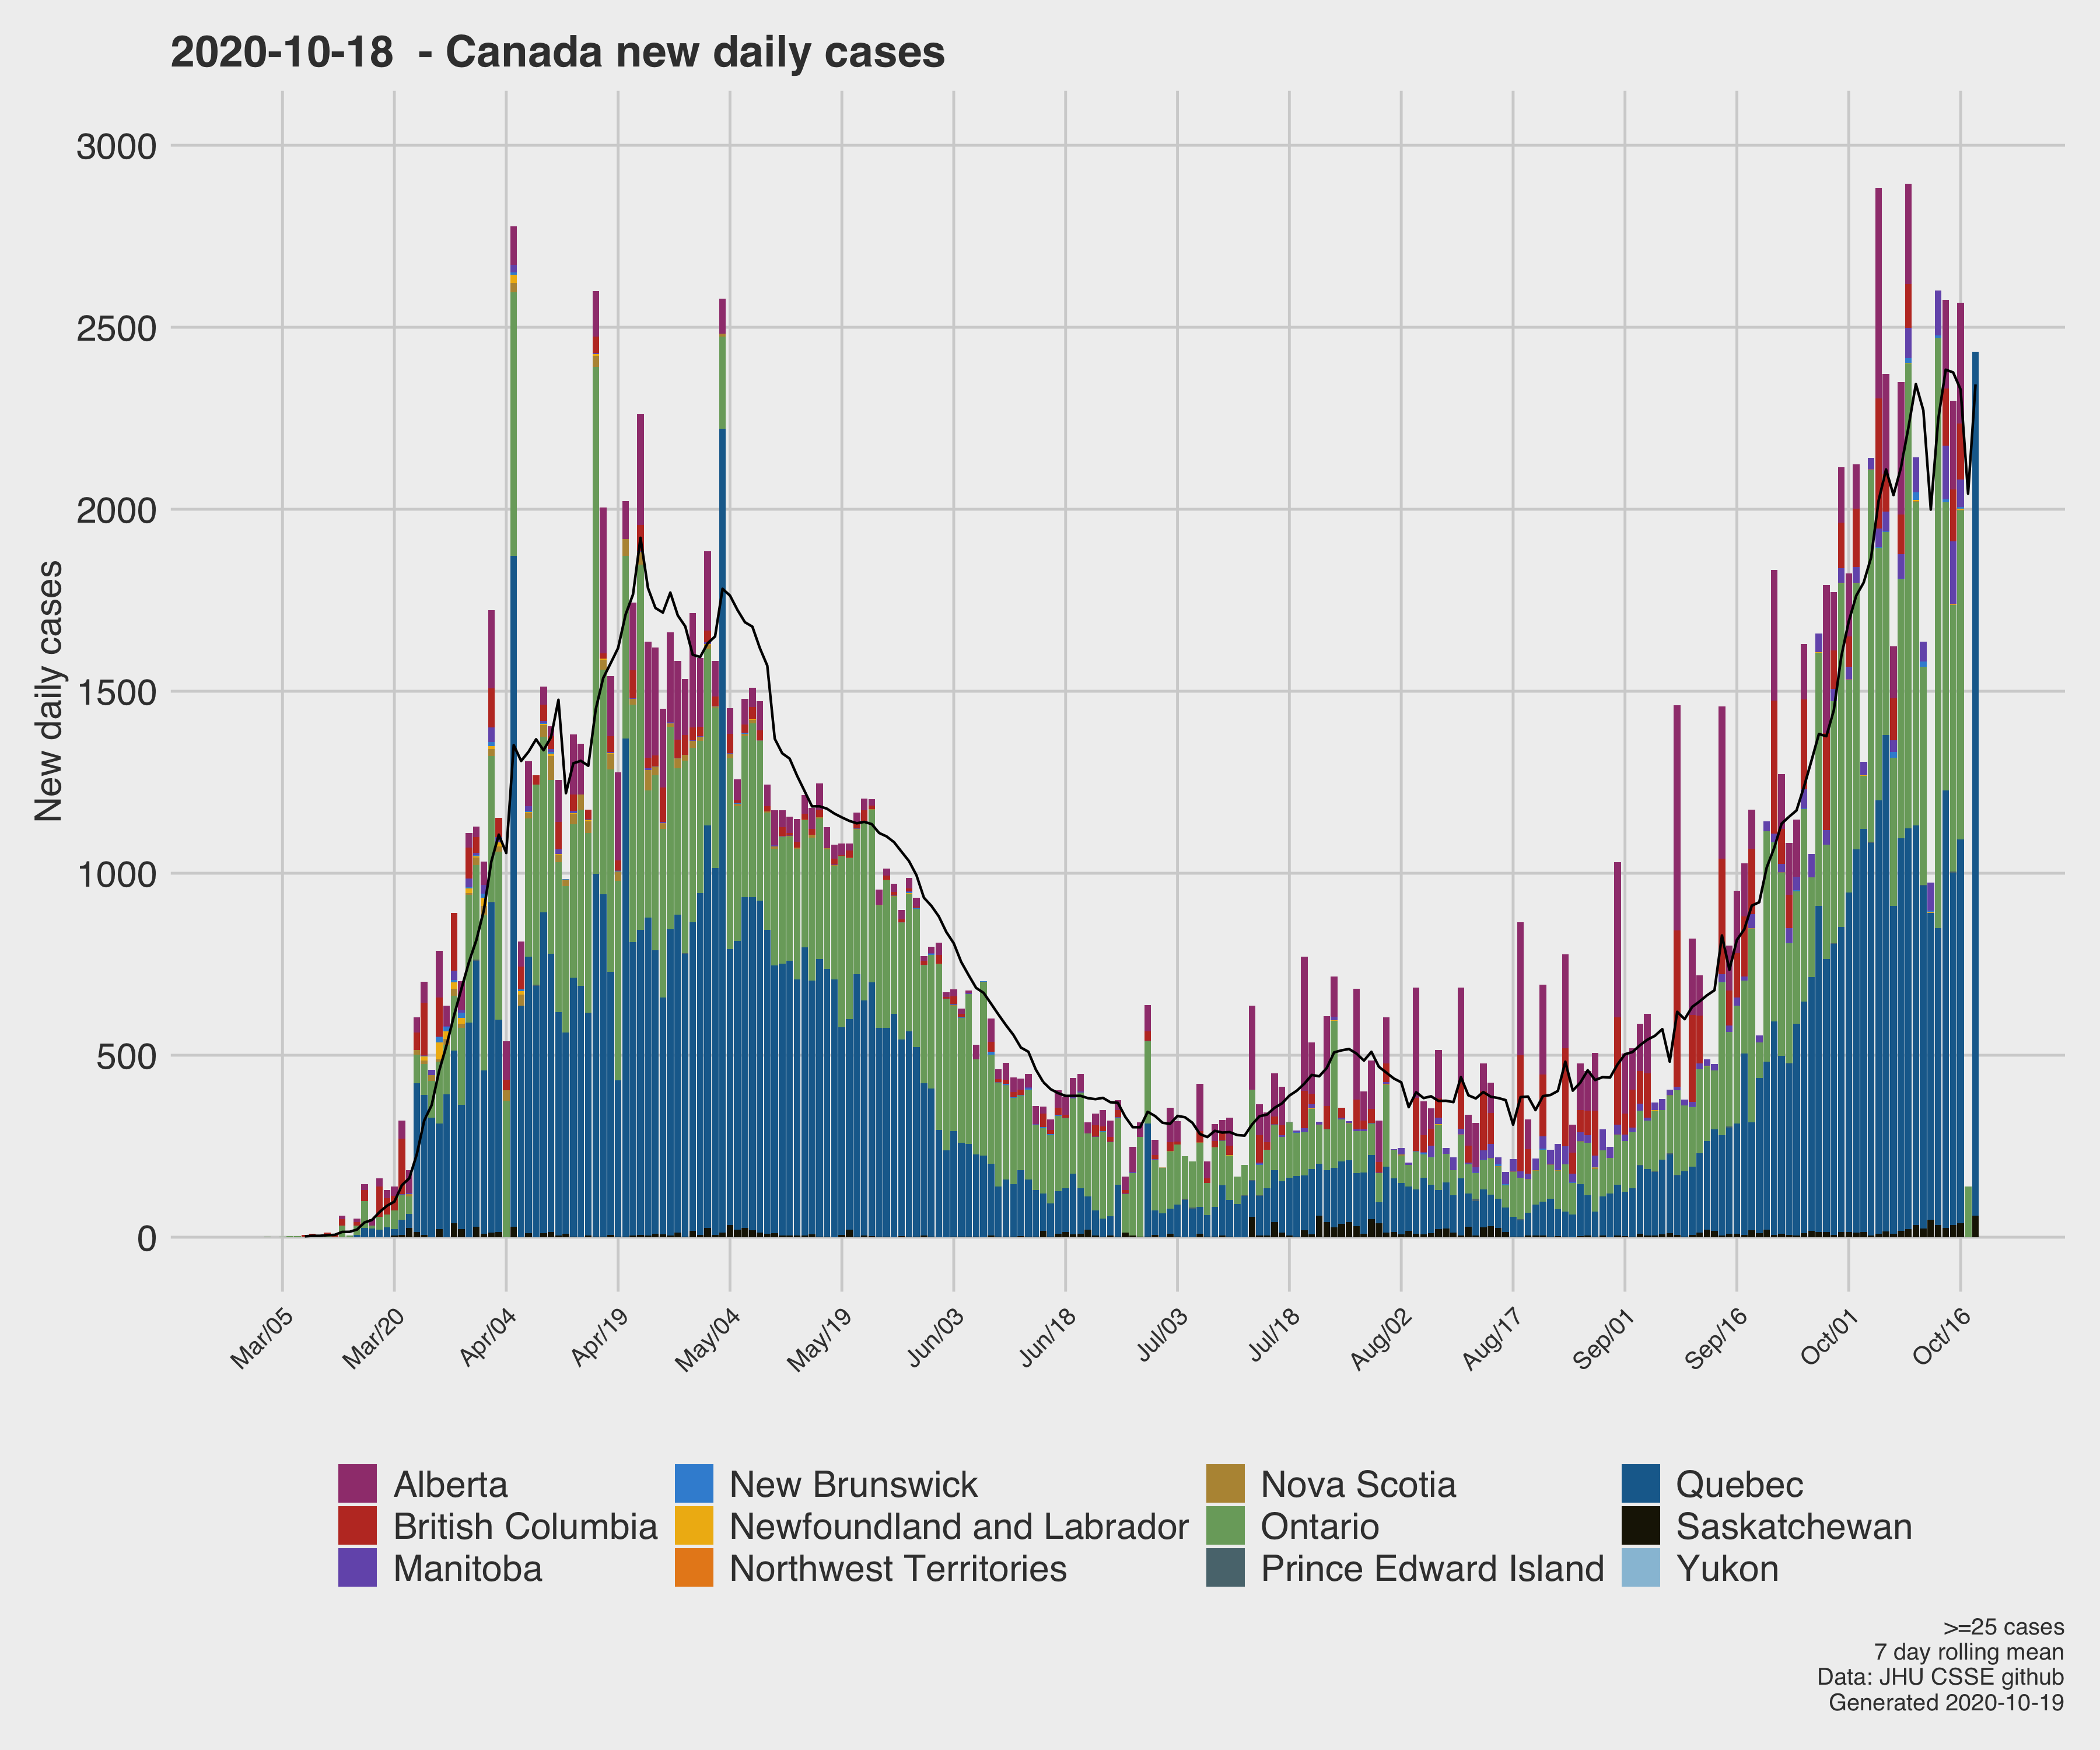 2020-10-18 - Canada new daily cases
New daily cases
3000
2500
2000
1500
1000
500
0
Mar/05
Mar/20
Apr/04
Apr/19
May/04
May/19
Jun/03
Jun/18
Jul/03
Jul/18
Aug/02
Aug/17
Sep/01
Sep/16
Oct/01
Oct/16
Alberta
New Brunswick
Nova Scotia
Quebec
British Columbia
Newfoundland and Labrador
Ontario
Saskatchewan
Manitoba
Northwest Territories
Prince Edward Island
Yukon
>=25 cases
7 day rolling mean
Data: JHU CSSE github
Generated 2020-10-19